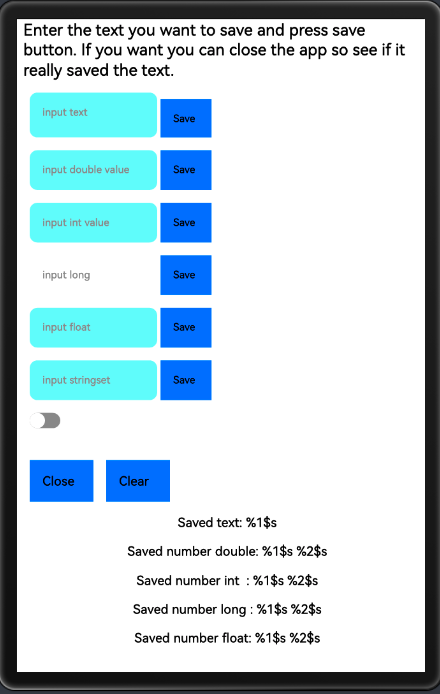 Enter the text you want to save and press save
button. If you want you can close the app so see if it
really saved the text.
input text
Save
input double value
Save
input int value
Save
input long
Save
input float
Save
input stringset
Save
Close
Clear
Saved text: %1$s
Saved number double: %1$s %2$s
Saved number int  : %1$s %2$s
Saved number long : %1$s %2$s
Saved number float: %1$s %2$s